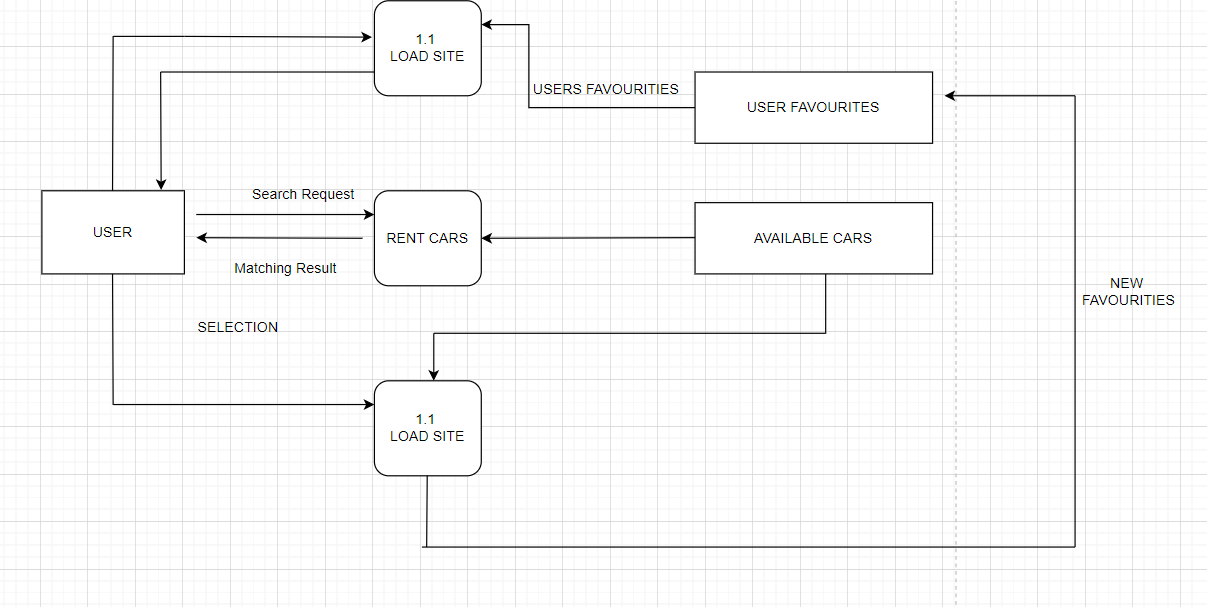 1.1
LOAD SITE
USERS FAVOURITIES
USER FAVOURITES
Search Request
USER
RENT CARS
AVAILABLE CARS
Matching Result
NEW
FAVOURITIES
SELECTION
1.1
LOAD SITE